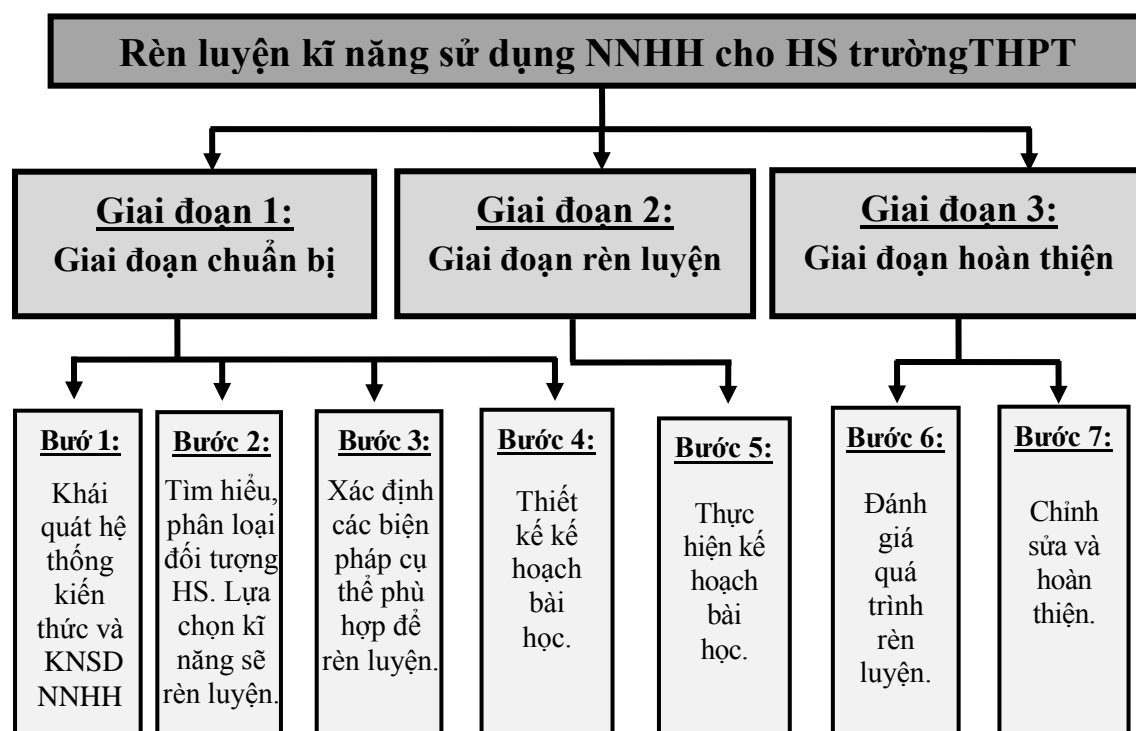 Rèn luyện kĩ năng sử dụng NNHH cho HS trườngTHPT
Giai đoạn 1:
Giai đoạn chuẩn bị
Giai đoạn 2:
Giai đoạn rèn luyện
Giai đoạn 3:
Giai đoạn hoàn thiện
Bướ 1:
Khái
quát hệ
thống
kiến
thức và
KNSD
NNHH
Bước 2:
Tìm hiểu,
phân loại
đối tượng
HS. Lựa
chọn kĩ
năng sẽ
rèn luyện.
Bước 3:
Xác định
các biện
pháp cụ
thể phù
hợp để
rèn luyện.
Bước 4:
Thiết
kế kế
hoạch
bài
học.
Bước 5:
Thực
hiện kế
hoạch
bài
học.
Bước 6:
Đánh
giá
quá
trình
rèn
luyện.
Bước 7:
Chỉnh
sửa và
hoàn
thiện.